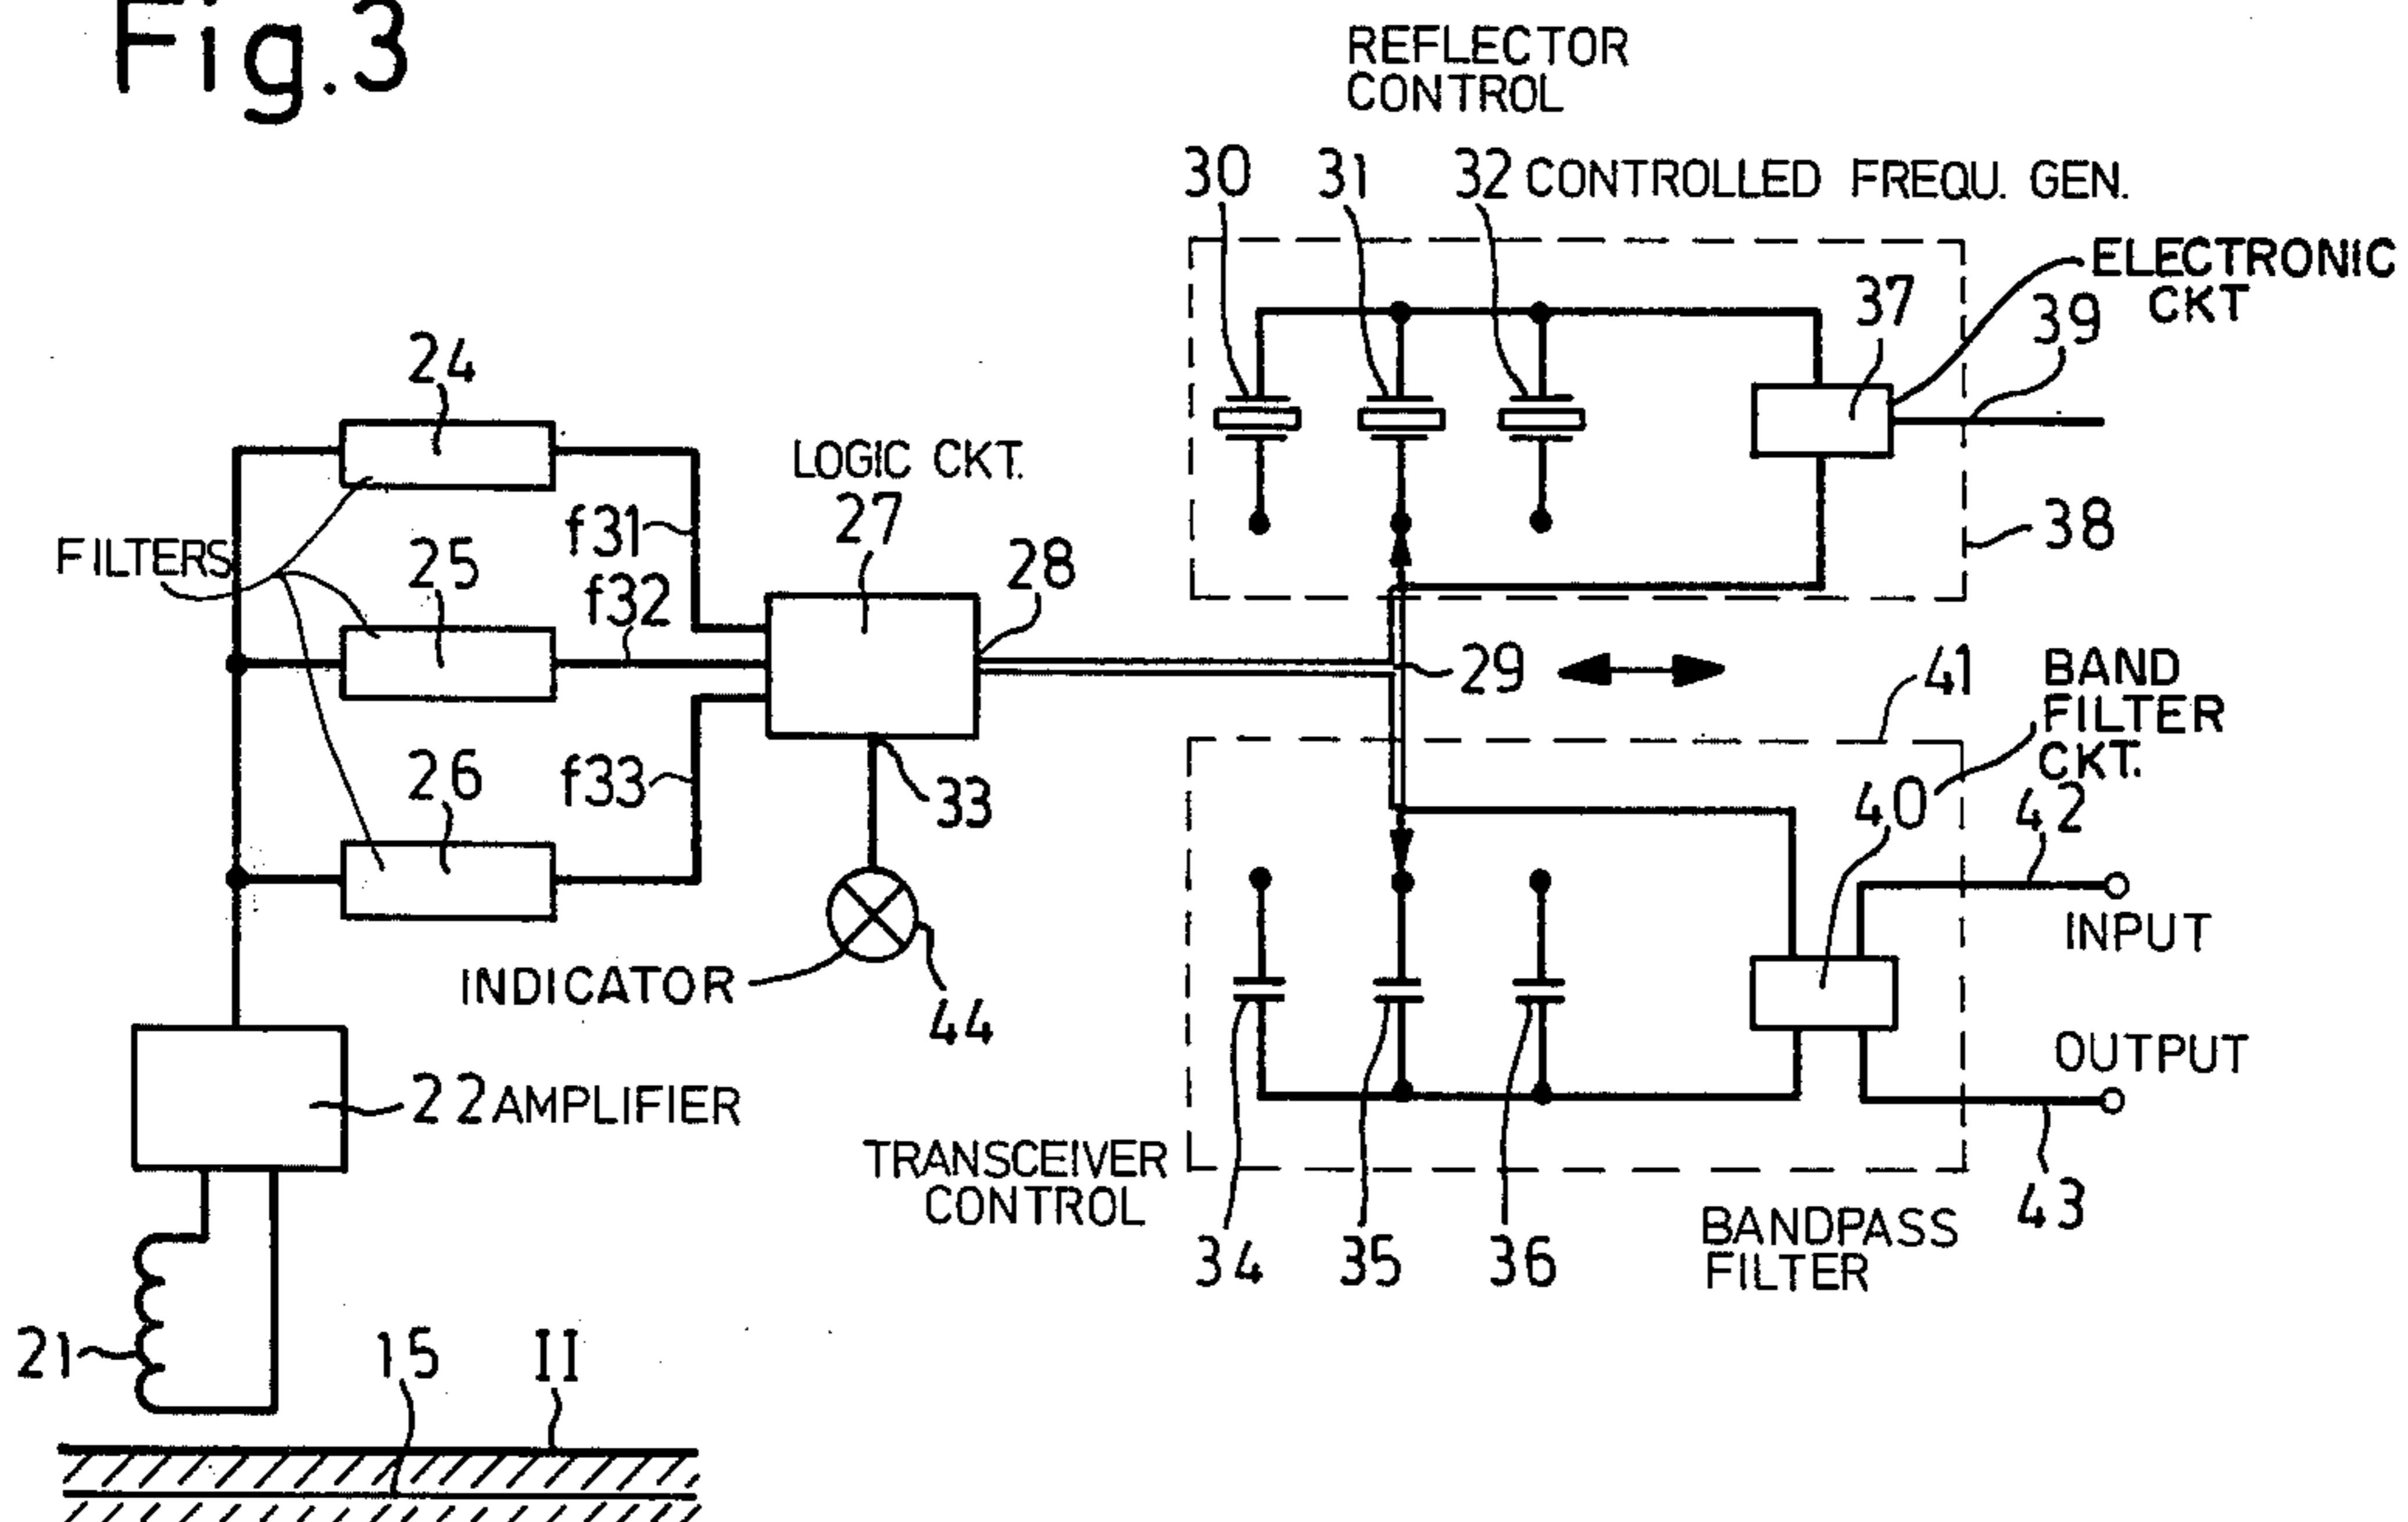 Fig.3
REFLECTOR
CONTROL
30 31 32 CONTROLLED FREQU. GEN.
ELECTRONIC
CKT
37
39
24
LOGIC CKT.
27
f31
38
FILTERS
25
28
f32
29
41
BAND
FILTER
CKT.
26
f33
33
40
42
INPUT
INDICATOR
44
OUTPUT
22 AMPLIFIER
TRANSCEIVER
CONTROL
43
34 35 36
BANDPASS
FILTER
21
15
II